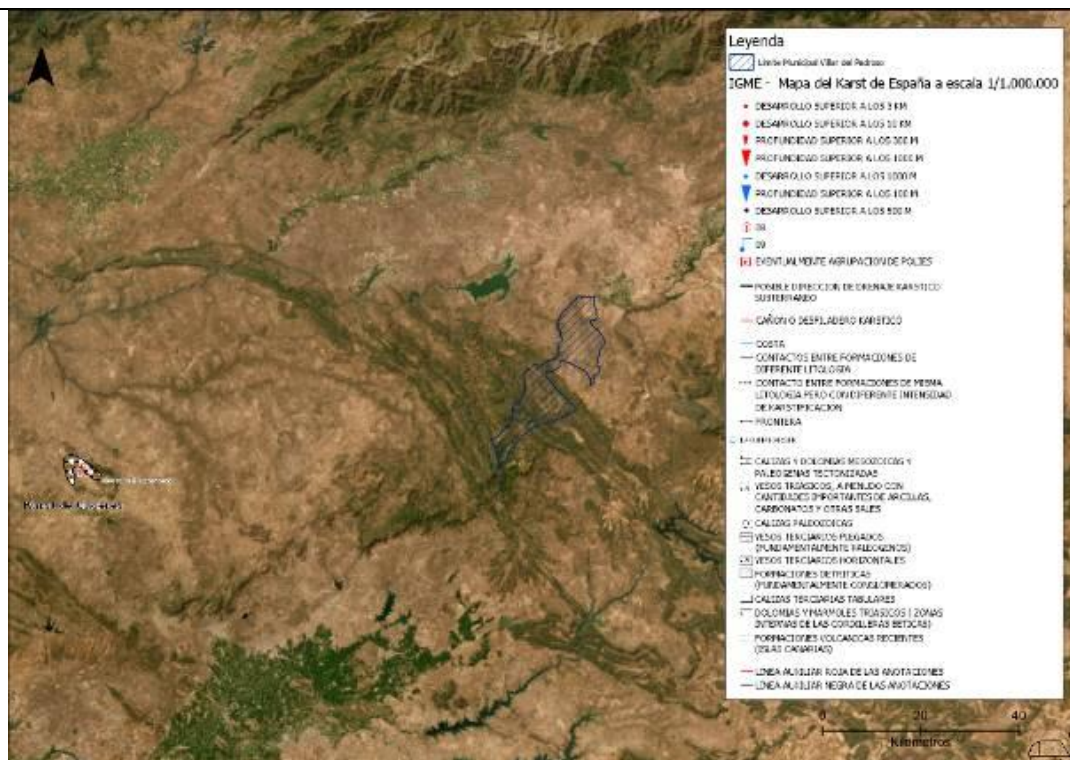 Leyenda
Límite Municipal Villar del Pedroso
IGME - Mapa del Karst de España a escala 1/1.000.000
DESARROLLO SUPERIOR A LOS 3 KM
DESARROLLO SUPERIOR A LOS 10 KM
PROFUNDIDAD SUPERIOR A LOS 300 M
PROFUNDIDAD SUPERIOR A LOS 1000 M
DESARROLLO SUPERIOR A LOS 1000 M
PROFUNDIDAD SUPERIOR A LOS 100 M
DESARROLLO SUPERIOR A LOS 500 M
08
09
EVENTUALMENTE AGRUPACION DE POLJES
POSIBLE DIRECCION DE DRENAJE KARSTICO
SUBTERRANEO
CAÑON O DESFILADERO KARSTICO
COSTA
CONTACTOS ENTRE FORMACIONES DE
DIFERENTE LITOLOGIA
CONTACTO ENTRE FORMACIONES DE MISMA
LITOLOGIA PERO CON DIFERENTE INTENSIDAD
DE KARSTIFICACION
FRONTERA
CALIZAS Y DOLOMIAS MESOZOICAS Y
PALEOGENAS TECTONIZADAS
YESOS TRIASICOS, A MENUDO CON
CANTIDADES IMPORTANTES DE ARCILLAS,
CARBONATOS Y OTRAS SALES
CALIZAS PALEOZOICAS
YESOS TERCIARIOS PLEGADOS
(FUNDAMENTALMENTE PALEOGENOS)
YESOS TERCIARIOS HORIZONTALES
FORMACIONES DETRITICAS
(FUNDAMENTALMENTE CONGLOMERADOS)
CALIZAS TERCIARIAS TABULARES
DOLOMIAS Y MARMOLES TRIASICOS (ZONAS
INTERNAS DE LAS CORDILLERAS BETICAS)
FORMACIONES VOLCANICAS RECIENTES
(ISLAS CANARIAS)
LINEA AUXILIAR ROJA DE LAS ANOTACIONES
LINEA AUXILIAR NEGRA DE LAS ANOTACIONES
0 20 40
Kilómetros